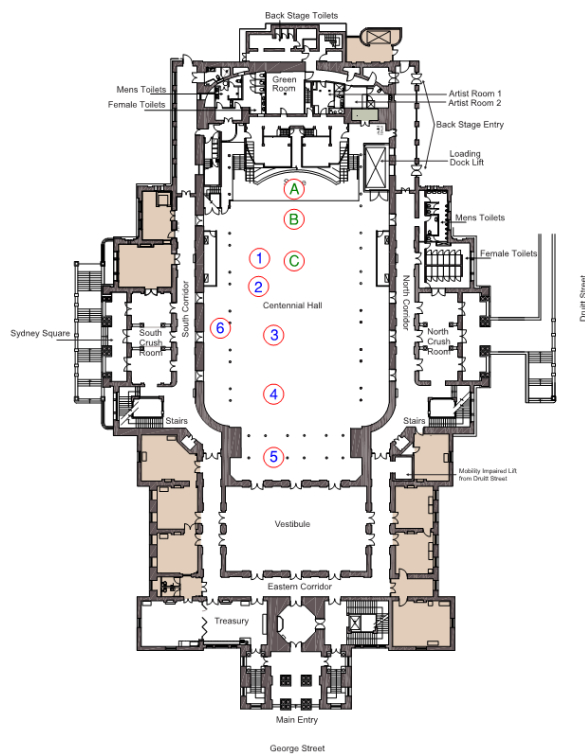 Back Stage Toilets
Green
Room
Mens Toilets
Female Toilets
Artist Room 1
Artist Room 2
Back Stage Entry
Loading
Dock Lift
A
B
C
Mens Toilets
Female Toilets
1
2
Centennial Hall
6
3
4
5
South Corridor
North Corridor
Sydney Square
South
Crush
Room
North
Crush
Room
Druitt Street
Stairs
Stairs
Mobility Impaired Lift
from Druitt Street
Vestibule
Eastern Corridor
Treasury
Main Entry
George Street